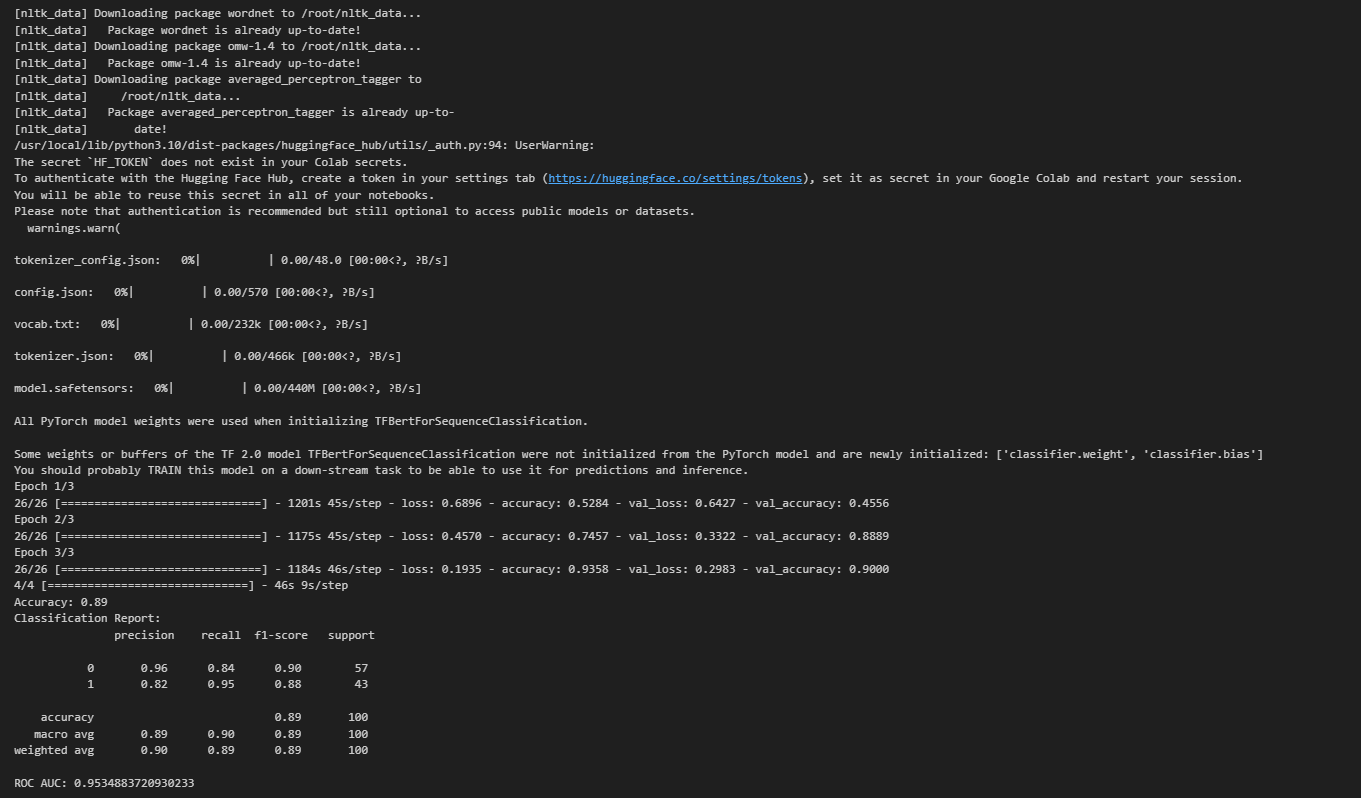 [nltk_data] Downloading package wordnet to /root/nltk_data...
[nltk_data]   Package wordnet is already up-to-date!
[nltk_data] Downloading package omw-1.4 to /root/nltk_data...
[nltk_data]   Package omw-1.4 is already up-to-date!
[nltk_data] Downloading package averaged_perceptron_tagger to
[nltk_data]     /root/nltk_data...
[nltk_data]   Package averaged_perceptron_tagger is already up-to-
[nltk_data]       date!
/usr/local/lib/python3.10/dist-packages/huggingface_hub/utils/_auth.py:94: UserWarning:
The secret `HF_TOKEN` does not exist in your Colab secrets.
To authenticate with the Hugging Face Hub, create a token in your settings tab (https://huggingface.co/settings/tokens), set it as secret in your Google Colab and restart your session.
You will be able to reuse this secret in all of your notebooks.
Please note that authentication is recommended but still optional to access public models or datasets.
  warnings.warn(
tokenizer_config.json:   0%|          | 0.00/48.0 [00:00<?, ?B/s]
config.json:   0%|          | 0.00/570 [00:00<?, ?B/s]
vocab.txt:   0%|          | 0.00/232k [00:00<?, ?B/s]
tokenizer.json:   0%|          | 0.00/466k [00:00<?, ?B/s]
model.safetensors:   0%|          | 0.00/440M [00:00<?, ?B/s]
All PyTorch model weights were used when initializing TFBertForSequenceClassification.
Some weights or buffers of the TF 2.0 model TFBertForSequenceClassification were not initialized from the PyTorch model and are newly initialized: ['classifier.weight', 'classifier.bias']
You should probably TRAIN this model on a down-stream task to be able to use it for predictions and inference.
Epoch 1/3
26/26 [==============================] - 1201s 45s/step - loss: 0.6896 - accuracy: 0.5284 - val_loss: 0.6427 - val_accuracy: 0.4556
Epoch 2/3
26/26 [==============================] - 1175s 45s/step - loss: 0.4570 - accuracy: 0.7457 - val_loss: 0.3322 - val_accuracy: 0.8889
Epoch 3/3
26/26 [==============================] - 1184s 46s/step - loss: 0.1935 - accuracy: 0.9358 - val_loss: 0.2983 - val_accuracy: 0.9000
4/4 [==============================] - 46s 9s/step
Accuracy: 0.89
Classification Report:
               precision    recall  f1-score   support
           0       0.96      0.84      0.90        57
           1       0.82      0.95      0.88        43
    accuracy                           0.89       100
   macro avg       0.89      0.90      0.89       100
weighted avg       0.90      0.89      0.89       100
ROC AUC: 0.9534883720930233